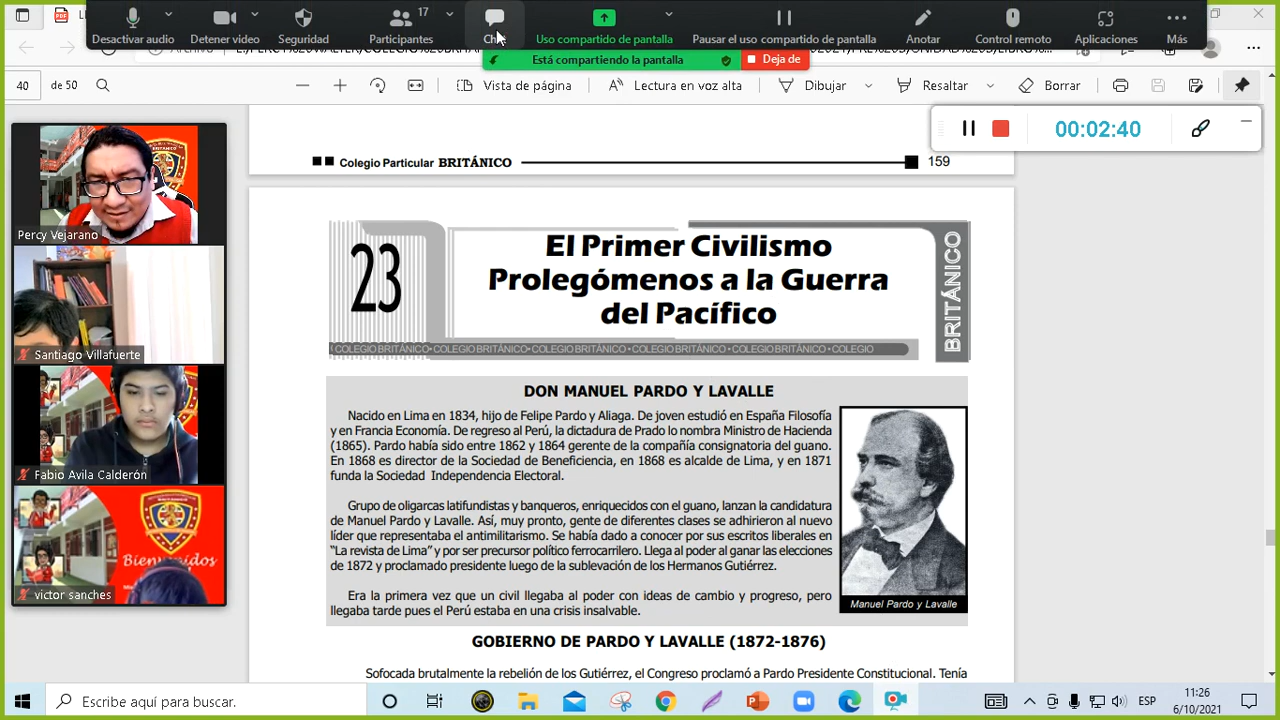 Desactivar audio
Detener video
Seguridad
17
Participantes
Uso compartido de pantalla
Pausar el uso compartido de pantalla
Anotar
Control remoto
Aplicaciones
Más
Está compartiendo la pantalla
Deja de
40 de 50
Vista de página
Lectura en voz alta
Dibujar
Resaltar
Borrar
00:02:40
Colegio Particular BRITÁNICO
159
Percy Vejarano
Santiago Villafuerte
Fabio Avila Calderón
Bienvenidos
victor sanches
23
El Primer Civilismo
Prolegómenos a la Guerra
del Pacífico
BRITÁNICO
COLEGIO BRITÁNICO• COLEGIO BRITÁNICO• COLEGIO BRITÁNICO • COLEGIO BRITÁNICO • COLEGIO BRITÁNICO • COLEGIO
DON MANUEL PARDO Y LAVALLE
Nacido en Lima en 1834, hijo de Felipe Pardo y Aliaga. De joven estudió en España Filosofía
y en Francia Economía. De regreso al Perú, la dictadura de Prado lo nombra Ministro de Hacienda
(1865). Pardo había sido entre 1862 y 1864 gerente de la compañía consignatoria del guano.
En 1868 es director de la Sociedad de Beneficiencia, en 1868 es alcalde de Lima, y en 1871
funda la Sociedad Independencia Electoral.
Grupo de oligarcas latifundistas y banqueros, enriquecidos con el guano, lanzan la candidatura
de Manuel Pardo y Lavalle. Así, muy pronto, gente de diferentes clases se adhirieron al nuevo
líder que representaba el antimilitarismo. Se había dado a conocer por sus escritos liberales en
"La revista de Lima" y por ser precursor político ferrocarrilero. Llega al poder al ganar las elecciones
de 1872 y proclamado presidente luego de la sublevación de los Hermanos Gutiérrez.
Era la primera vez que un civil llegaba al poder con ideas de cambio y progreso, pero
llegaba tarde pues el Perú estaba en una crisis insalvable.
Manuel Pardo y Lavalle
GOBIERNO DE PARDO Y LAVALLE (1872-1876)
Sofocada brutalmente la rebelión de los Gutiérrez, el Congreso proclamó a Pardo Presidente Constitucional. Tenía
Escribe aquí para buscar.
ESP
11:26
6/10/2021